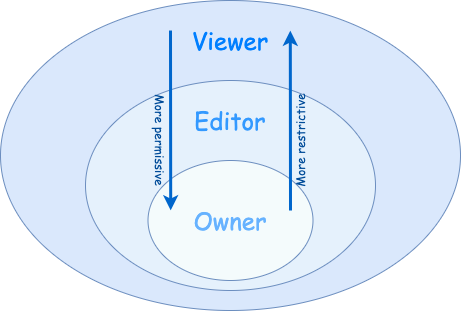 Viewer
More permissive
More restrictive
Editor
Owner